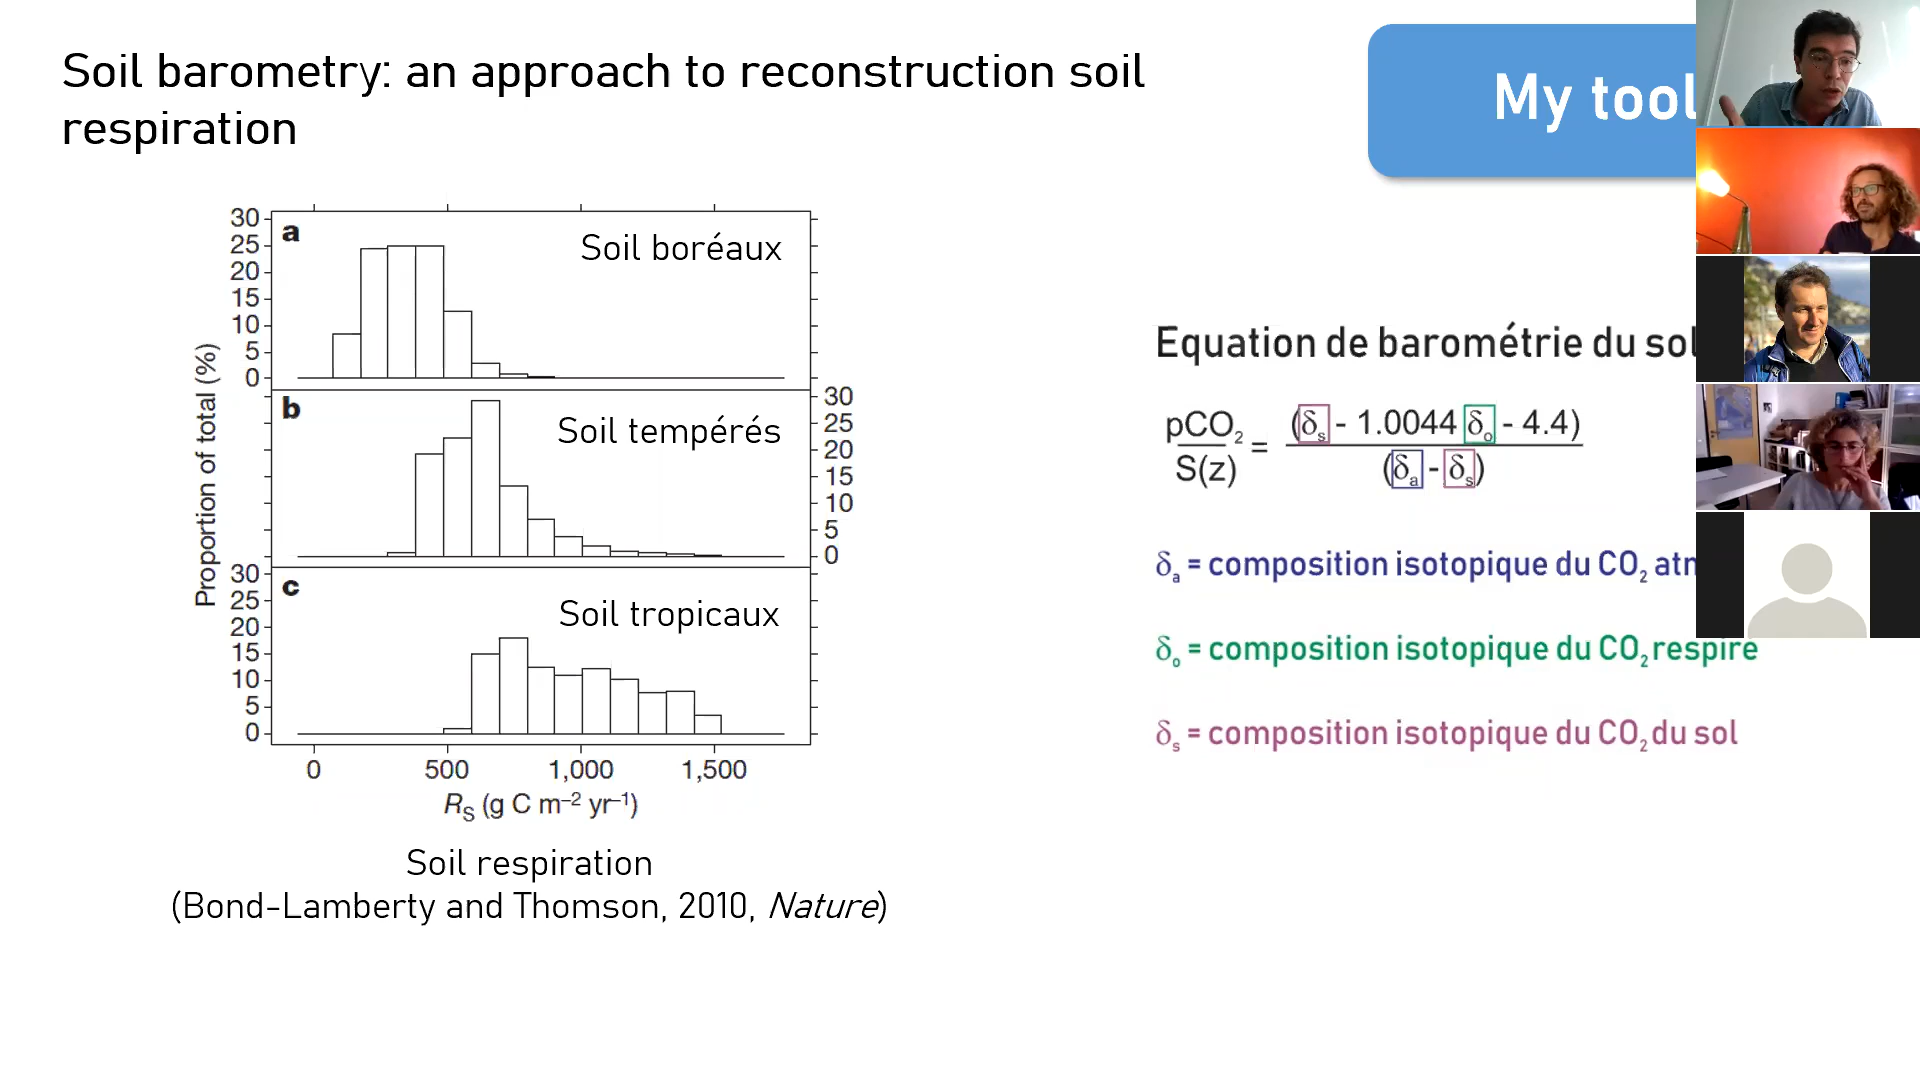 Soil barometry: an approach to reconstruction soil
respiration
My tool
a
Soil boréaux
30
25
20
15
10
5
0
b
Soil tempérés
30
25
20
15
10
5
0
c
Soil tropicaux
30
25
20
15
10
5
0
Proportion of total (%)
0 500 1,000 1,500
R_S (g C m⁻² yr⁻¹)
Soil respiration
(Bond-Lamberty and Thomson, 2010, Nature)
Equation de barométrie du sol
pCO₂ / S(z) = (δₛ - 1.0044 δₒ - 4.4) / (δₐ - δₛ)
δₐ = composition isotopique du CO₂
δₒ = composition isotopique du CO₂ respire
δₛ = composition isotopique du CO₂ du sol